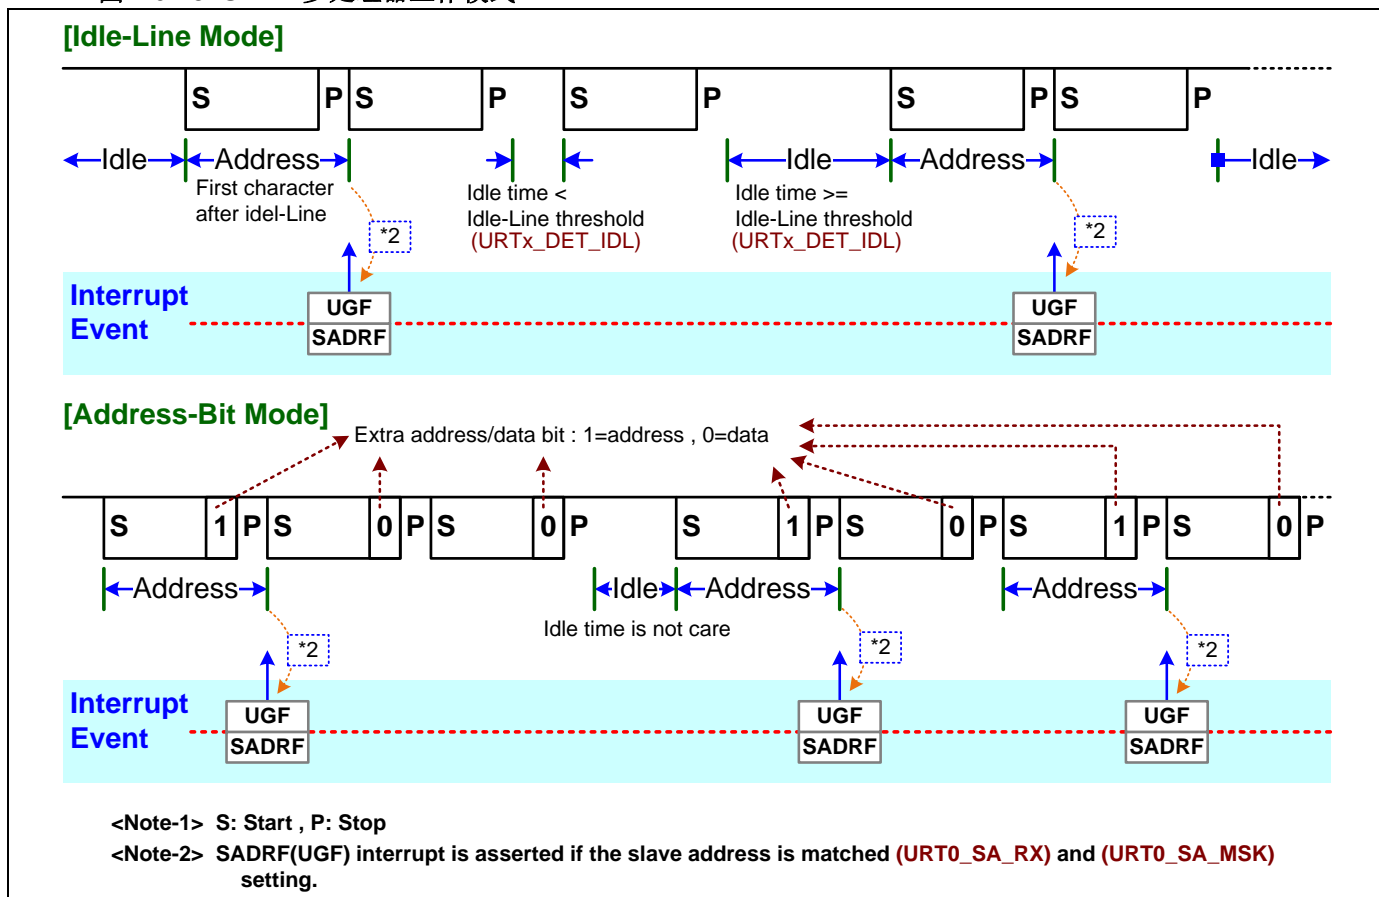 [Idle-Line Mode]
S P S P S P S P S P
Idle Address Idle Address Idle
First character
after idel-Line
Idle time <
Idle-Line threshold
(URTx_DET_IDL)
Idle time >=
Idle-Line threshold
(URTx_DET_IDL)
*2 *2
Interrupt
Event
UGF
SADRF
UGF
SADRF
[Address-Bit Mode]
Extra address/data bit : 1=address , 0=data
S 1 P S 0 P S 0 P S 1 P S 0 P S 1 P S 0 P
Address Idle Address Address
Idle time is not care
*2 *2 *2
Interrupt
Event
UGF
SADRF
UGF
SADRF
UGF
SADRF
<Note-1> S: Start , P: Stop
<Note-2> SADRF(UGF) interrupt is asserted if the slave address is matched (URT0_SA_RX) and (URT0_SA_MSK)
setting.